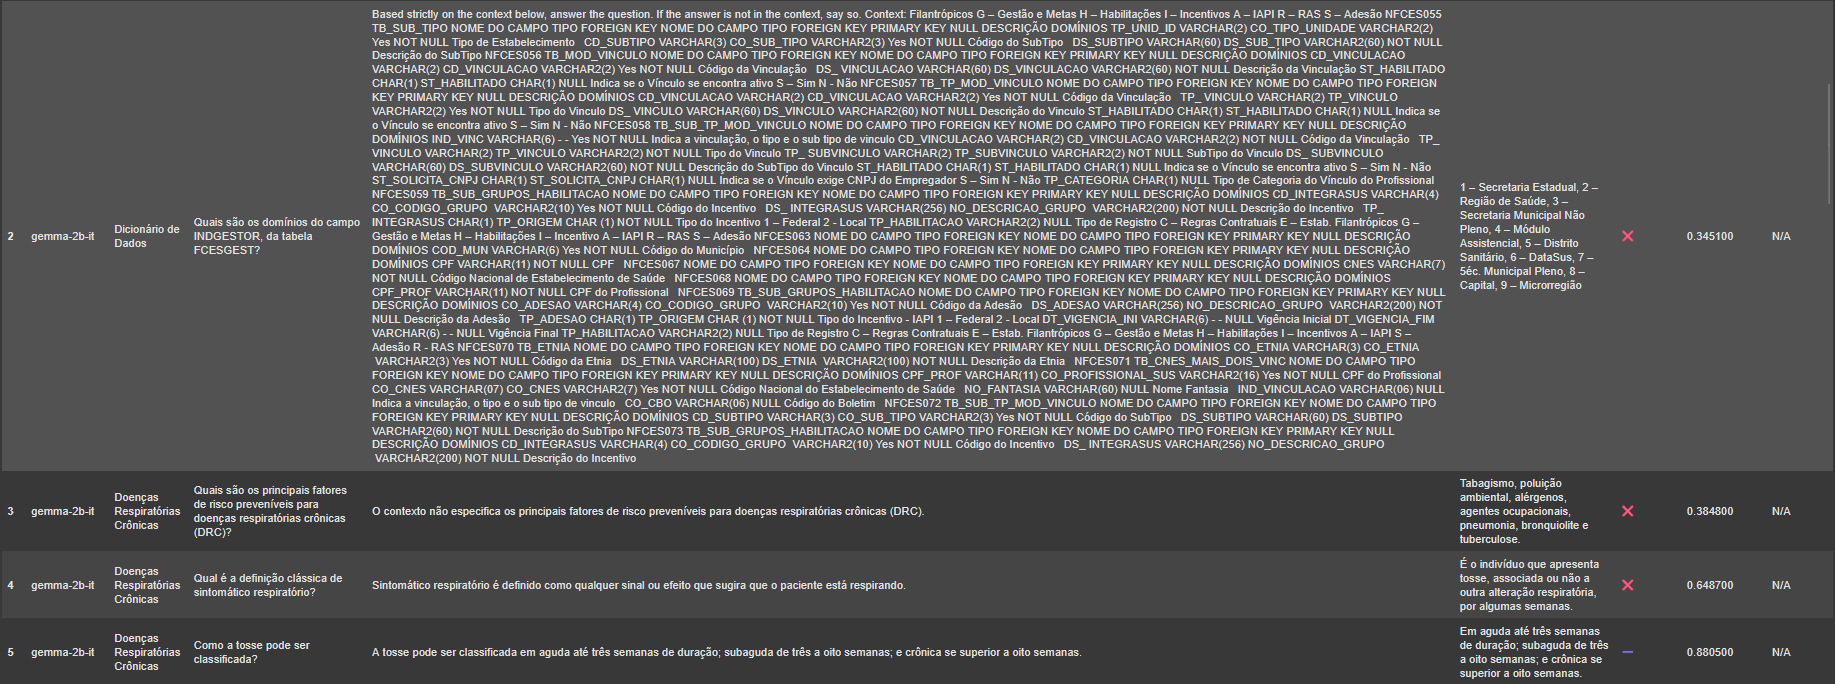 Based strictly on the context below, answer the question. If the answer is not in the context, say so. Context: Filantrópicos G – Gestão e Metas H – Habilitações I – Incentivos A – IAPI R – RAS S – Adesão NFCES055
TB_SUB_TIPO NOME DO CAMPO TIPO FOREIGN KEY NOME DO CAMPO TIPO FOREIGN KEY PRIMARY KEY NULL DESCRIÇÃO DOMÍNIOS TP_UNID_ID VARCHAR(2) CO_TIPO_UNIDADE VARCHAR2(2)
Yes NOT NULL Tipo de Estabelecimento CD_SUBTIPO VARCHAR(3) CO_SUB_TIPO VARCHAR2(3) Yes NOT NULL Código do SubTipo DS_SUBTIPO VARCHAR(60) DS_SUB_TIPO VARCHAR2(60) NOT NULL
Descrição do SubTipo NFCES056 TB_MOD_VINCULO NOME DO CAMPO TIPO FOREIGN KEY NOME DO CAMPO TIPO FOREIGN KEY PRIMARY KEY NULL DESCRIÇÃO DOMÍNIOS CD_VINCULACAO
VARCHAR(2) CD_VINCULACAO VARCHAR2(2) Yes NOT NULL Código da Vinculação DS_ VINCULACAO VARCHAR(60) DS_VINCULACAO VARCHAR2(60) NOT NULL Descrição da Vinculação ST_HABILITADO
CHAR(1) ST_HABILITADO CHAR(1) NULL Indica se o Vínculo se encontra ativo S – Sim N - Não NFCES057 TB_TP_MOD_VINCULO NOME DO CAMPO TIPO FOREIGN KEY NOME DO CAMPO TIPO FOREIGN
KEY PRIMARY KEY NULL DESCRIÇÃO DOMÍNIOS CD_VINCULACAO VARCHAR(2) CD_VINCULACAO VARCHAR2(2) Yes NOT NULL Código da Vinculação TP_ VINCULO VARCHAR(2) TP_VINCULO
VARCHAR2(2) Yes NOT NULL Tipo do Vinculo DS_ VINCULO VARCHAR(60) DS_VINCULO VARCHAR2(60) NOT NULL Descrição do Vinculo ST_HABILITADO CHAR(1) ST_HABILITADO CHAR(1) NULL Indica se
o Vínculo se encontra ativo S – Sim N - Não NFCES058 TB_SUB_TP_MOD_VINCULO NOME DO CAMPO TIPO FOREIGN KEY NOME DO CAMPO TIPO FOREIGN KEY PRIMARY KEY NULL DESCRIÇÃO
DOMÍNIOS IND_VINC VARCHAR(6) - - Yes NOT NULL Indica a vinculação, o tipo e o sub tipo de vinculo CD_VINCULACAO VARCHAR(2) CD_VINCULACAO VARCHAR2(2) NOT NULL Código da Vinculação TP_
VINCULO VARCHAR(2) TP_VINCULO VARCHAR2(2) NOT NULL Tipo do Vinculo TP_ SUBVINCULO VARCHAR(2) TP_SUBVINCULO VARCHAR2(2) NOT NULL SubTipo do Vinculo DS_ SUBVINCULO
VARCHAR(60) DS_SUBVINCULO VARCHAR2(60) NOT NULL Descrição do SubTipo do Vinculo ST_HABILITADO CHAR(1) ST_HABILITADO CHAR(1) NULL Indica se o Vínculo se encontra ativo S – Sim N - Não
ST_SOLICITA_CNPJ CHAR(1) ST_SOLICITA_CNPJ CHAR(1) NULL Indica se o Vínculo exige CNPJ do Empregador S – Sim N - Não TP_CATEGORIA CHAR(1) NULL Tipo de Categoria do Vínculo do Profissional
NFCES059 TB_SUB_GRUPOS_HABILITACAO NOME DO CAMPO TIPO FOREIGN KEY NOME DO CAMPO TIPO FOREIGN KEY PRIMARY KEY NULL DESCRIÇÃO DOMÍNIOS CD_INTEGRASUS VARCHAR(4)
CO_CODIGO_GRUPO VARCHAR2(10) Yes NOT NULL Código do Incentivo DS_ INTEGRASUS VARCHAR(256) NO_DESCRICAO_GRUPO VARCHAR2(200) NOT NULL Descrição do Incentivo TP_
INTEGRASUS CHAR(1) TP_ORIGEM CHAR (1) NOT NULL Tipo do Incentivo 1 – Federal 2 - Local TP_HABILITACAO VARCHAR2(2) NULL Tipo de Registro C – Regras Contratuais E – Estab. Filantrópicos G –
Gestão e Metas H – Habilitações I – Incentivo A – IAPI R – RAS S – Adesão NFCES063 NOME DO CAMPO TIPO FOREIGN KEY NOME DO CAMPO TIPO FOREIGN KEY PRIMARY KEY NULL DESCRIÇÃO
DOMÍNIOS COD_MUN VARCHAR(6) Yes NOT NULL Código do Município NFCES064 NOME DO CAMPO TIPO FOREIGN KEY NOME DO CAMPO TIPO FOREIGN KEY PRIMARY KEY NULL DESCRIÇÃO
DOMÍNIOS CPF VARCHAR(11) NOT NULL CPF NFCES067 NOME DO CAMPO TIPO FOREIGN KEY NOME DO CAMPO TIPO FOREIGN KEY PRIMARY KEY NULL DESCRIÇÃO DOMÍNIOS CNES VARCHAR(7)
NOT NULL Código Nacional de Estabelecimento de Saúde NFCES068 NOME DO CAMPO TIPO FOREIGN KEY NOME DO CAMPO TIPO FOREIGN KEY PRIMARY KEY NULL DESCRIÇÃO DOMÍNIOS
CPF_PROF VARCHAR(11) NOT NULL CPF do Profissional NFCES069 TB_SUB_GRUPOS_HABILITACAO NOME DO CAMPO TIPO FOREIGN KEY NOME DO CAMPO TIPO FOREIGN KEY PRIMARY KEY NULL
DESCRIÇÃO DOMÍNIOS CO_ADESAO VARCHAR(4) CO_CODIGO_GRUPO VARCHAR2(10) Yes NOT NULL Código da Adesão DS_ADESAO VARCHAR(256) NO_DESCRICAO_GRUPO VARCHAR2(200) NOT
NULL Descrição da Adesão TP_ADESAO CHAR(1) TP_ORIGEM CHAR (1) NOT NULL Tipo do Incentivo - IAPI 1 – Federal 2 - Local DT_VIGENCIA_INI VARCHAR(6) - - NULL Vigência Inicial DT_VIGENCIA_FIM
VARCHAR(6) - - NULL Vigência Final TP_HABILITACAO VARCHAR2(2) NULL Tipo de Registro C – Regras Contratuais E – Estab. Filantrópicos G – Gestão e Metas H – Habilitações I – Incentivos A – IAPI S –
Adesão R - RAS NFCES070 TB_ETNIA NOME DO CAMPO TIPO FOREIGN KEY NOME DO CAMPO TIPO FOREIGN KEY PRIMARY KEY NULL DESCRIÇÃO DOMÍNIOS CO_ETNIA VARCHAR(3) CO_ETNIA
VARCHAR2(3) Yes NOT NULL Código da Etnia DS_ETNIA VARCHAR(100) DS_ETNIA VARCHAR2(100) NOT NULL Descrição da Etnia NFCES071 TB_CNES_MAIS_DOIS_VINC NOME DO CAMPO TIPO
FOREIGN KEY NOME DO CAMPO TIPO FOREIGN KEY PRIMARY KEY NULL DESCRIÇÃO DOMÍNIOS CPF_PROF VARCHAR(11) CO_PROFISSIONAL_SUS VARCHAR2(16) Yes NOT NULL CPF do Profissional
CO_CNES VARCHAR(07) CO_CNES VARCHAR2(7) Yes NOT NULL Código Nacional do Estabelecimento de Saúde NO_FANTASIA VARCHAR(60) NULL Nome Fantasia IND_VINCULACAO VARCHAR(06) NULL
Indica a vinculação, o tipo e o sub tipo de vinculo CO_CBO VARCHAR(06) NULL Código do Boletim NFCES072 TB_SUB_TP_MOD_VINCULO NOME DO CAMPO TIPO FOREIGN KEY NOME DO CAMPO TIPO
FOREIGN KEY PRIMARY KEY NULL DESCRIÇÃO DOMÍNIOS CD_SUBTIPO VARCHAR(3) CO_SUB_TIPO VARCHAR2(3) Yes NOT NULL Código do SubTipo DS_SUBTIPO VARCHAR(60) DS_SUBTIPO
VARCHAR2(60) NOT NULL Descrição do SubTipo NFCES073 TB_SUB_GRUPOS_HABILITACAO NOME DO CAMPO TIPO FOREIGN KEY NOME DO CAMPO TIPO FOREIGN KEY PRIMARY KEY NULL
DESCRIÇÃO DOMÍNIOS CD_INTEGRASUS VARCHAR(4) CO_CODIGO_GRUPO VARCHAR2(10) Yes NOT NULL Código do Incentivo DS_ INTEGRASUS VARCHAR(256) NO_DESCRICAO_GRUPO
VARCHAR2(200) NOT NULL Descrição do Incentivo
2
gemma-2b-it
Dicionário de
Dados
Quais são os domínios do campo
INDGESTOR, da tabela
FCESGEST?
1 – Secretaria Estadual, 2 –
Região de Saúde, 3 –
Secretaria Municipal Não
Pleno, 4 – Módulo
Assistencial, 5 – Distrito
Sanitário, 6 – DataSus, 7 –
5éc. Municipal Pleno, 8 –
Capital, 9 – Microrregião
0.345100
N/A
3
gemma-2b-it
Doenças
Respiratórias
Crônicas
Quais são os principais fatores
de risco preveníveis para
doenças respiratórias crônicas
(DRC)?
O contexto não especifica os principais fatores de risco preveníveis para doenças respiratórias crônicas (DRC).
Tabagismo, poluição
ambiental, alérgenos,
agentes ocupacionais,
pneumonia, bronquiolite e
tuberculose.
0.384800
N/A
4
gemma-2b-it
Doenças
Respiratórias
Crônicas
Qual é a definição clássica de
sintomático respiratório?
Sintomático respiratório é definido como qualquer sinal ou efeito que sugira que o paciente está respirando.
É o indivíduo que apresenta
tosse, associada ou não a
outra alteração respiratória,
por algumas semanas.
0.648700
N/A
5
gemma-2b-it
Doenças
Respiratórias
Crônicas
Como a tosse pode ser
classificada?
A tosse pode ser classificada em aguda até três semanas de duração; subaguda de três a oito semanas; e crônica se superior a oito semanas.
Em aguda até três semanas
de duração; subaguda de três
a oito semanas; e crônica se
superior a oito semanas.
0.880500
N/A